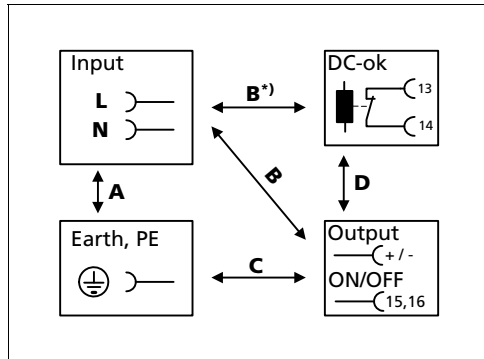 Input
L
N
B*)
DC-ok
13
14
A
B
D
Earth, PE
C
Output
+ / -
ON/OFF
15,16